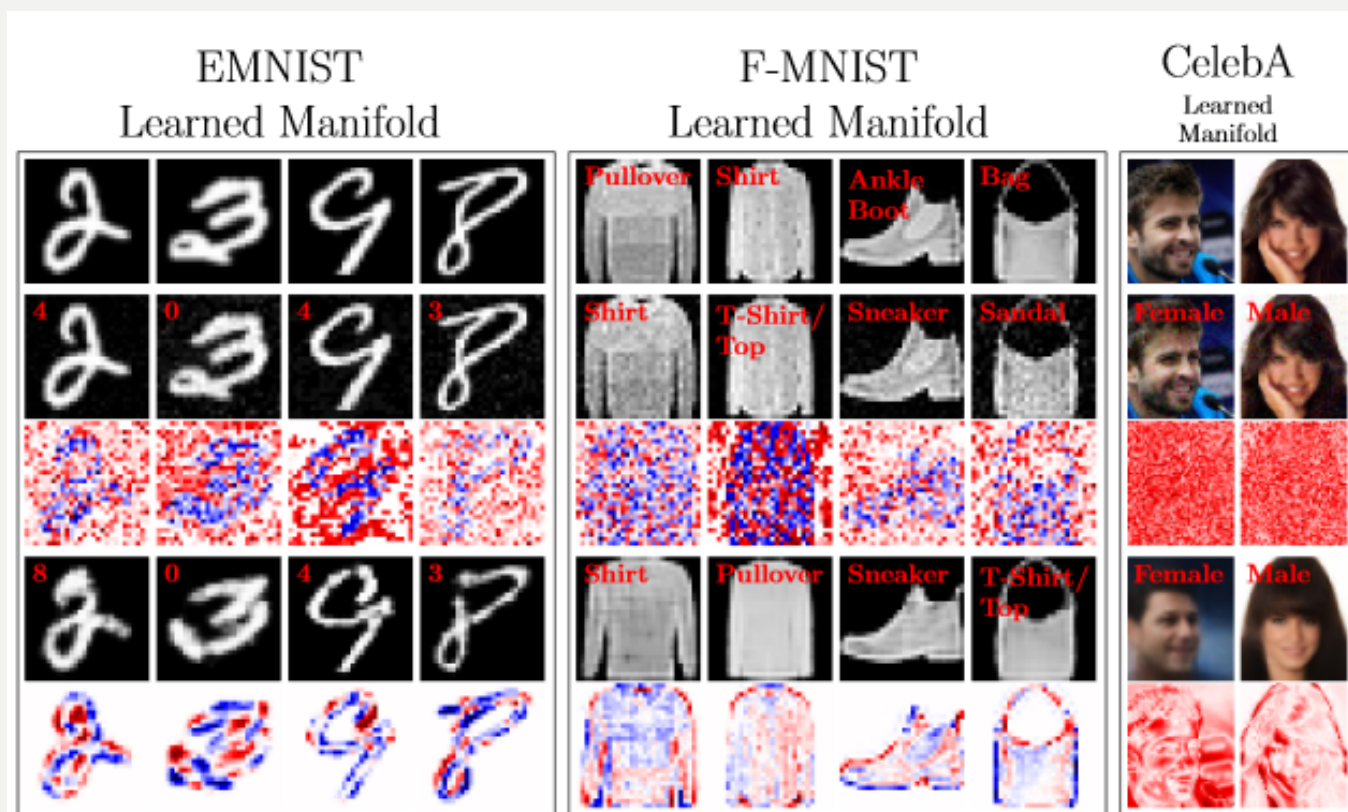 EMNIST
Learned Manifold
F-MNIST
Learned Manifold
CelebA
Learned
Manifold
Pullover
Shirt
Ankle
Boot
Bag
4
0
4
3
Shirt
T-Shirt/
Top
Sneaker
Sandal
Female
Male
8
0
4
3
Shirt
Pullover
Sneaker
T-Shirt/
Top
Female
Male